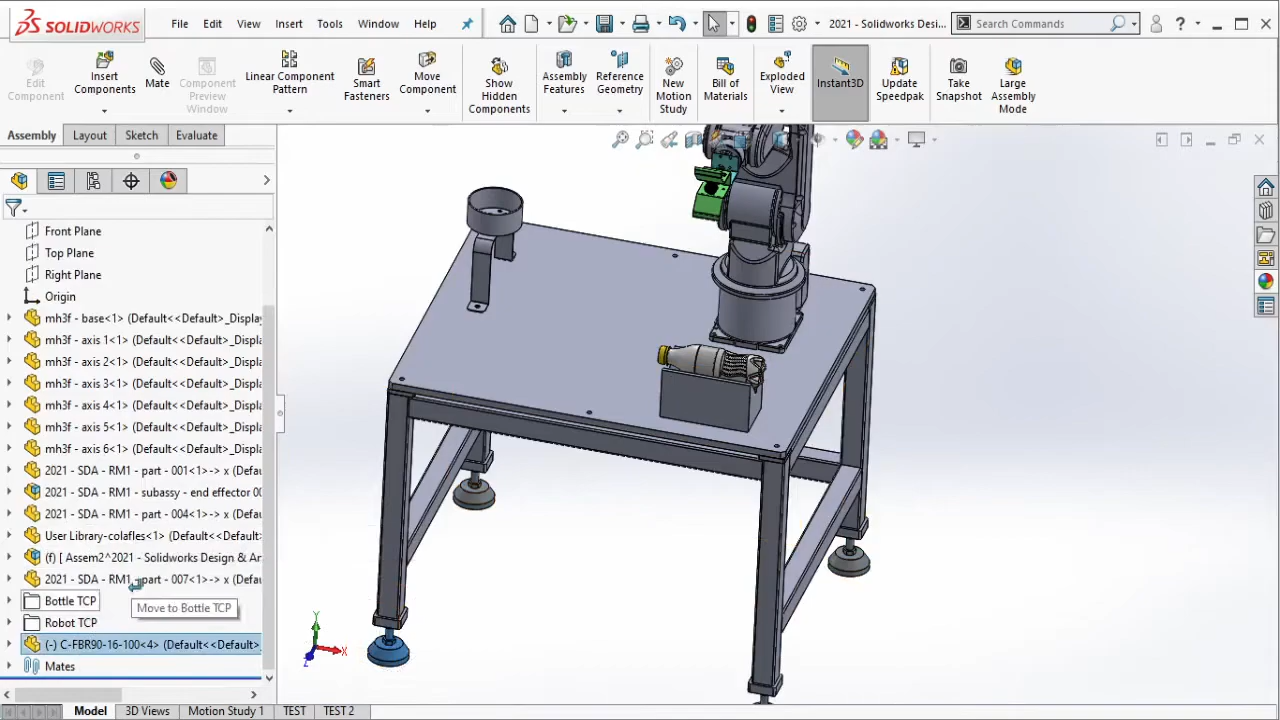 SOLIDWORKS File Edit View Insert Tools Window Help 2021 - Solidworks Desi... Search Commands
Edit Component
Insert Components
Mate
Component Preview Window
Linear Component Pattern
Smart Fasteners
Move Component
Show Hidden Components
Assembly Features
Reference Geometry
New Motion Study
Bill of Materials
Exploded View
Instant3D
Update Speedpak
Take Snapshot
Large Assembly Mode
Assembly Layout Sketch Evaluate
Front Plane
Top Plane
Right Plane
Origin
mh3f - base<1> (Default<<Default>_Display
mh3f - axis 1<1> (Default<<Default>_Displa
mh3f - axis 2<1> (Default<<Default>_Displa
mh3f - axis 3<1> (Default<<Default>_Displa
mh3f - axis 4<1> (Default<<Default>_Displa
mh3f - axis 5<1> (Default<<Default>_Displa
mh3f - axis 6<1> (Default<<Default>_Displa
2021 - SDA - RM1 - part - 001<1>-> x (Defau
2021 - SDA - RM1 - subassy - end effector 00
2021 - SDA - RM1 - part - 004<1>-> x (Defau
User Library-colafles<1> (Default<<Default>
(f) [ Assem2^2021 - Solidworks Design & An
2021 - SDA - RM1 - part - 007<1>-> x (Defau
Bottle TCP
Move to Bottle TCP
Robot TCP
(-) C-FBR90-16-100<4> (Default<<Default>_
Mates
Y
X
Z
Model 3D Views Motion Study 1 TEST TEST 2